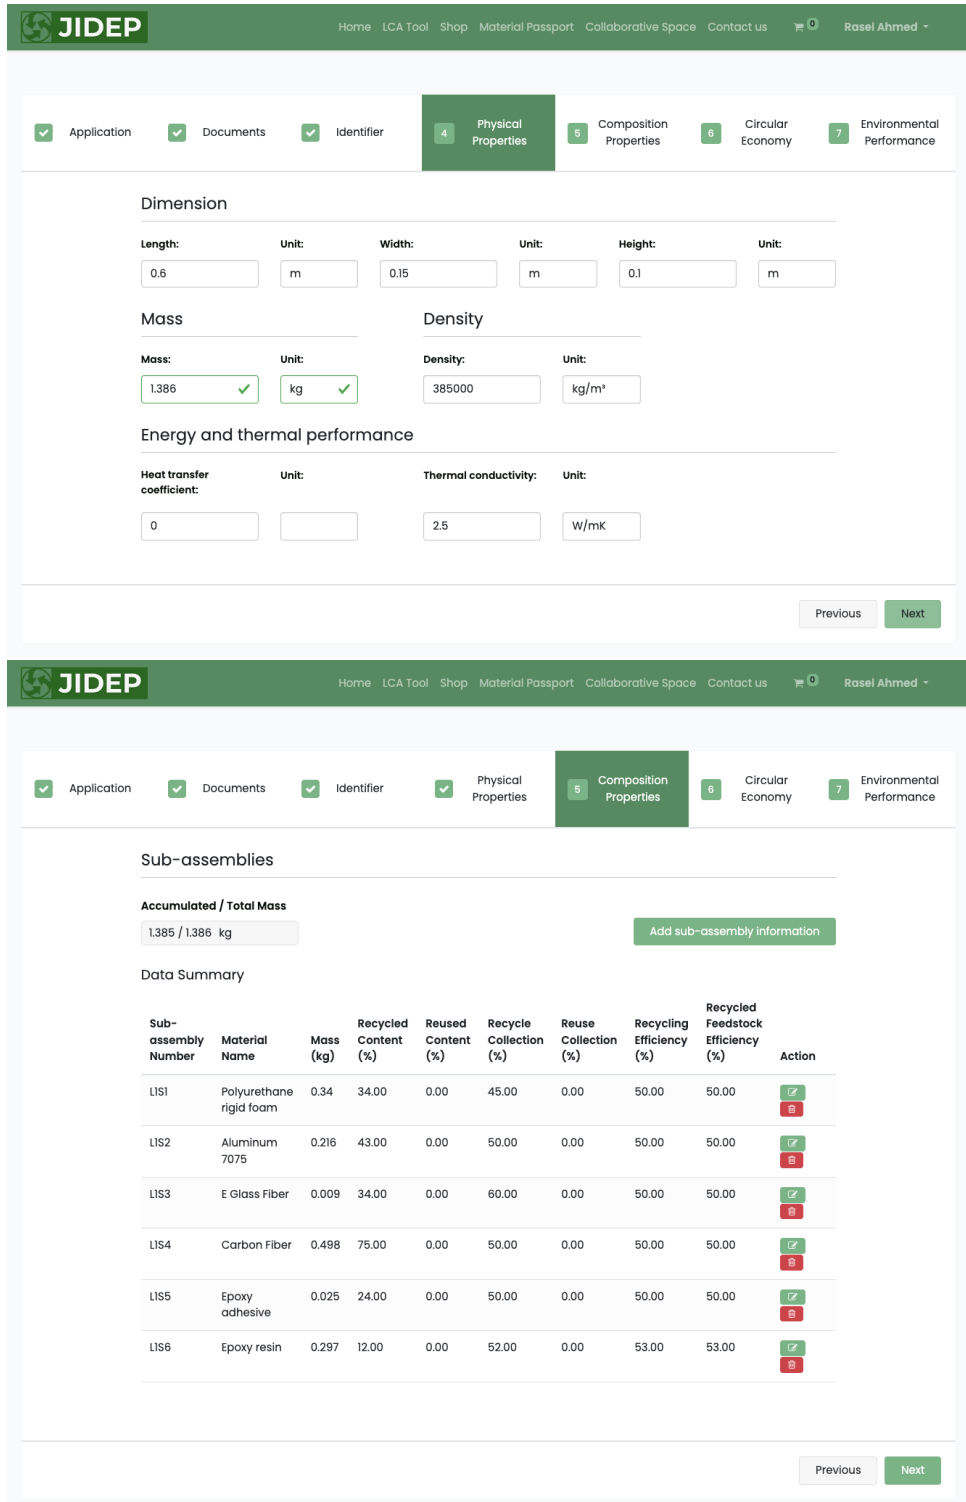 JIDEP
Home LCA Tool Shop Material Passport Collaborative Space Contact us 0 Rasel Ahmed
Application Documents Identifier 4 Physical Properties 5 Composition Properties 6 Circular Economy 7 Environmental Performance
Dimension
Length: Unit: Width: Unit: Height: Unit:
0.6 m 0.15 m 0.1 m
Mass Density
Mass: Unit: Density: Unit:
1.386 kg 385000 kg/m³
Energy and thermal performance
Heat transfer coefficient: Unit: Thermal conductivity: Unit:
0 2.5 W/mK
Previous Next
JIDEP
Home LCA Tool Shop Material Passport Collaborative Space Contact us 0 Rasel Ahmed
Application Documents Identifier Physical Properties 5 Composition Properties 6 Circular Economy 7 Environmental Performance
Sub-assemblies
Accumulated / Total Mass
1.385 / 1.386 kg Add sub-assembly information
Data Summary
Sub-assembly Number Material Name Mass (kg) Recycled Content (%) Reused Content (%) Recycle Collection (%) Reuse Collection (%) Recycling Efficiency (%) Recycled Feedstock Efficiency (%) Action
L1S1 Polyurethane rigid foam 0.34 34.00 0.00 45.00 0.00 50.00 50.00
L1S2 Aluminum 7075 0.216 43.00 0.00 50.00 0.00 50.00 50.00
L1S3 E Glass Fiber 0.009 34.00 0.00 60.00 0.00 50.00 50.00
L1S4 Carbon Fiber 0.498 75.00 0.00 50.00 0.00 50.00 50.00
L1S5 Epoxy adhesive 0.025 24.00 0.00 50.00 0.00 50.00 50.00
L1S6 Epoxy resin 0.297 12.00 0.00 52.00 0.00 53.00 53.00
Previous Next